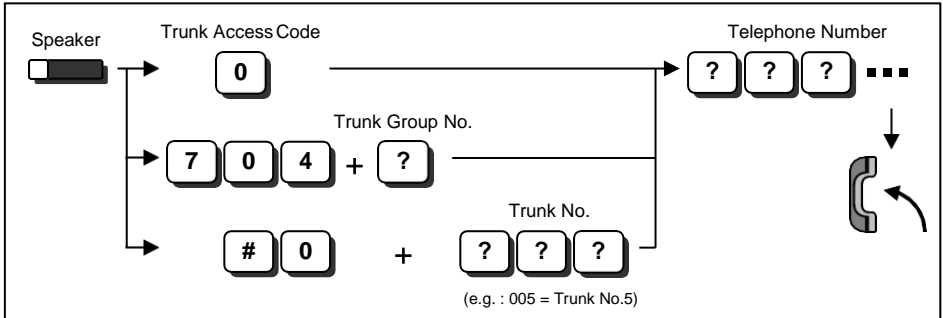 Speaker
Trunk Access Code
Telephone Number
0
? ? ?
Trunk Group No.
7 0 4 + ?
Trunk No.
# 0 + ? ? ?
(e.g. : 005 = Trunk No.5)